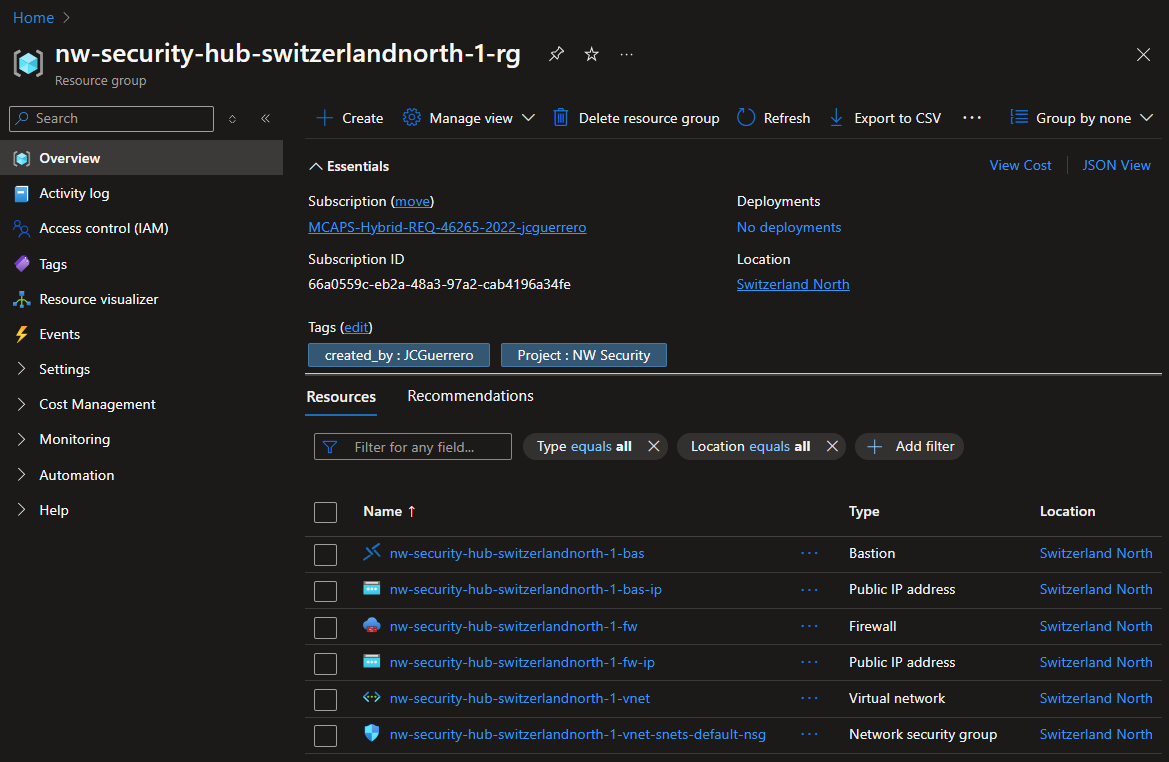 Home
nw-security-hub-switzerlandnorth-1-rg
Resource group
Search
Create Manage view Delete resource group Refresh Export to CSV Group by none
Overview
Activity log
Access control (IAM)
Tags
Resource visualizer
Events
Settings
Cost Management
Monitoring
Automation
Help
Essentials View Cost JSON View
Subscription (move) Deployments
MCAPS-Hybrid-REQ-46265-2022-jcguerrero No deployments
Subscription ID Location
66a0559c-eb2a-48a3-97a2-cab4196a34fe Switzerland North
Tags (edit)
created_by : JCGuerrero Project : NW Security
Resources Recommendations
Filter for any field... Type equals all Location equals all Add filter
Name ↑ Type Location
nw-security-hub-switzerlandnorth-1-bas ... Bastion Switzerland North
nw-security-hub-switzerlandnorth-1-bas-ip ... Public IP address Switzerland North
nw-security-hub-switzerlandnorth-1-fw ... Firewall Switzerland North
nw-security-hub-switzerlandnorth-1-fw-ip ... Public IP address Switzerland North
nw-security-hub-switzerlandnorth-1-vnet ... Virtual network Switzerland North
nw-security-hub-switzerlandnorth-1-vnet-snets-default-nsg ... Network security group Switzerland North